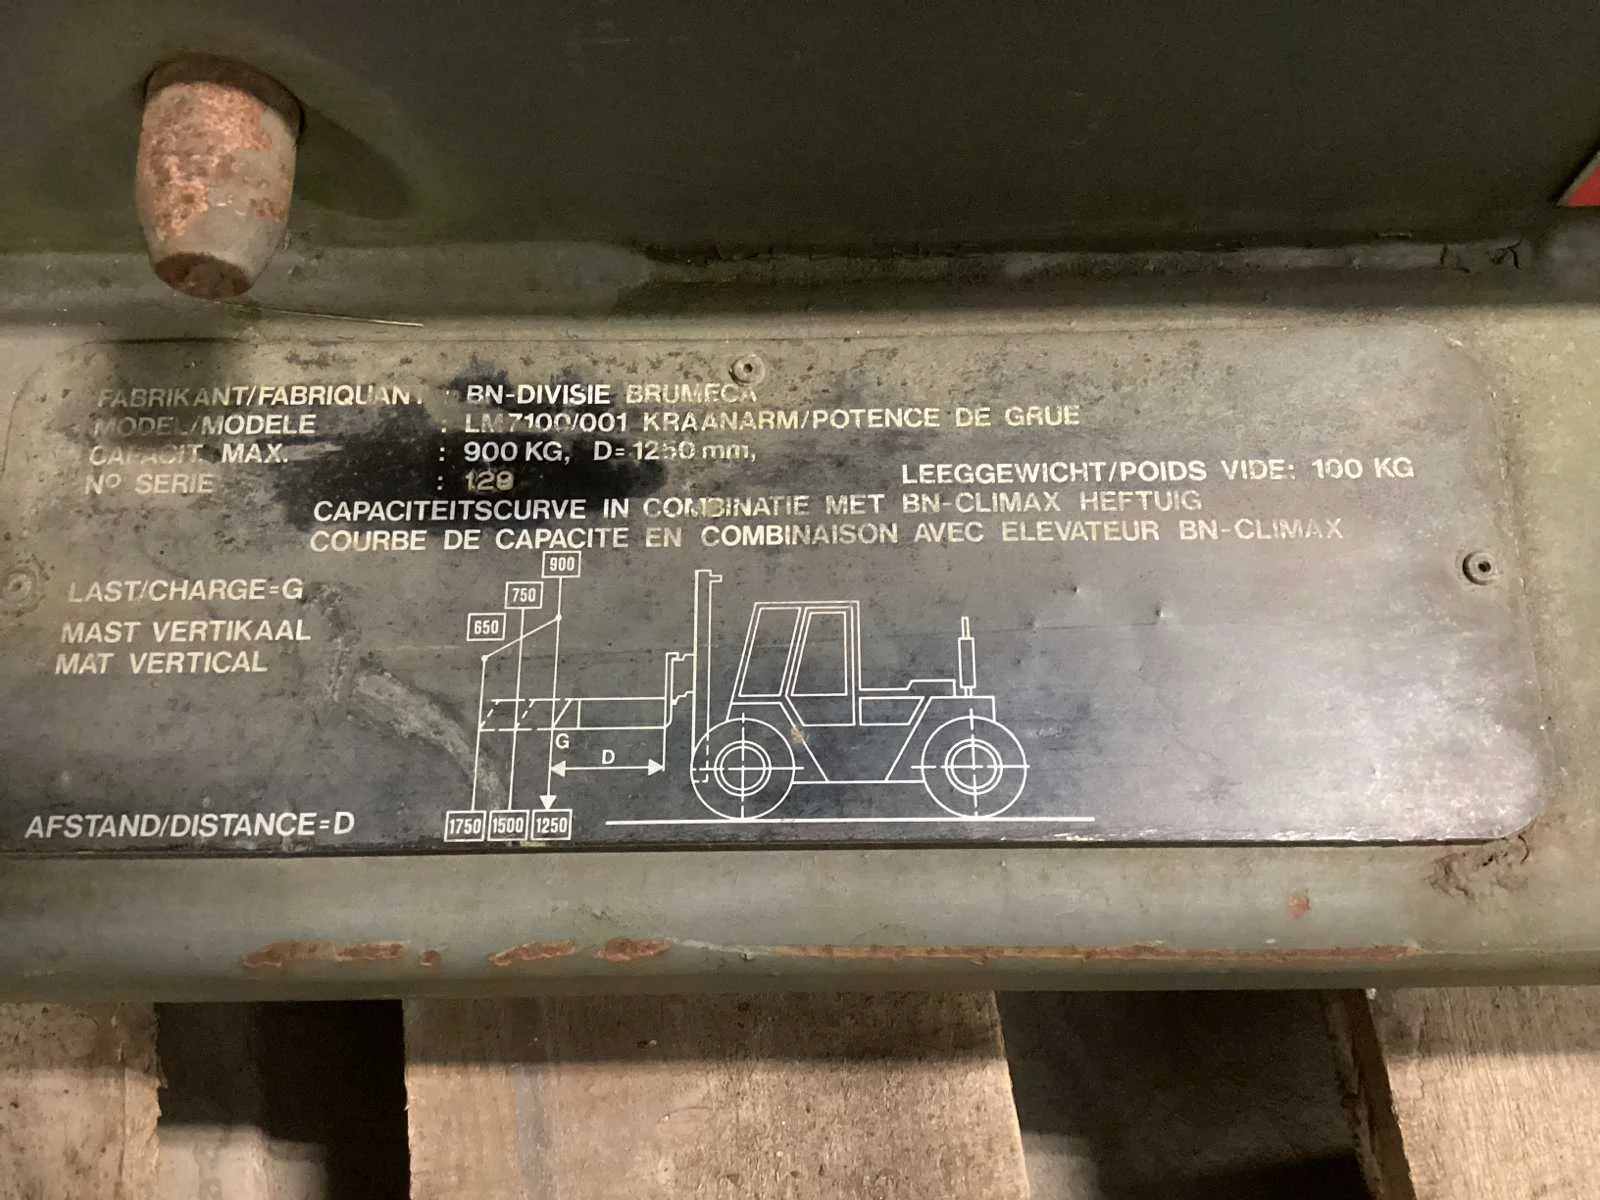 FABRIKANT/FABRIQUANT : BN-DIVISIE BRUMECA
MODEL/MODELE : LM7100/001 KRAANARM/POTENCE DE GRUE
CAPACIT. MAX. : 900 KG, D=1250 mm,
Nº SERIE : 129
LEEGGEWICHT/POIDS VIDE: 100 KG
CAPACITEITSCURVE IN COMBINATIE MET BN-CLIMAX HEFTUIG
COURBE DE CAPACITE EN COMBINAISON AVEC ELEVATEUR BN-CLIMAX
900
750
650
LAST/CHARGE=G
MAST VERTIKAAL
MAT VERTICAL
G
D
AFSTAND/DISTANCE=D
1750 1500 1250